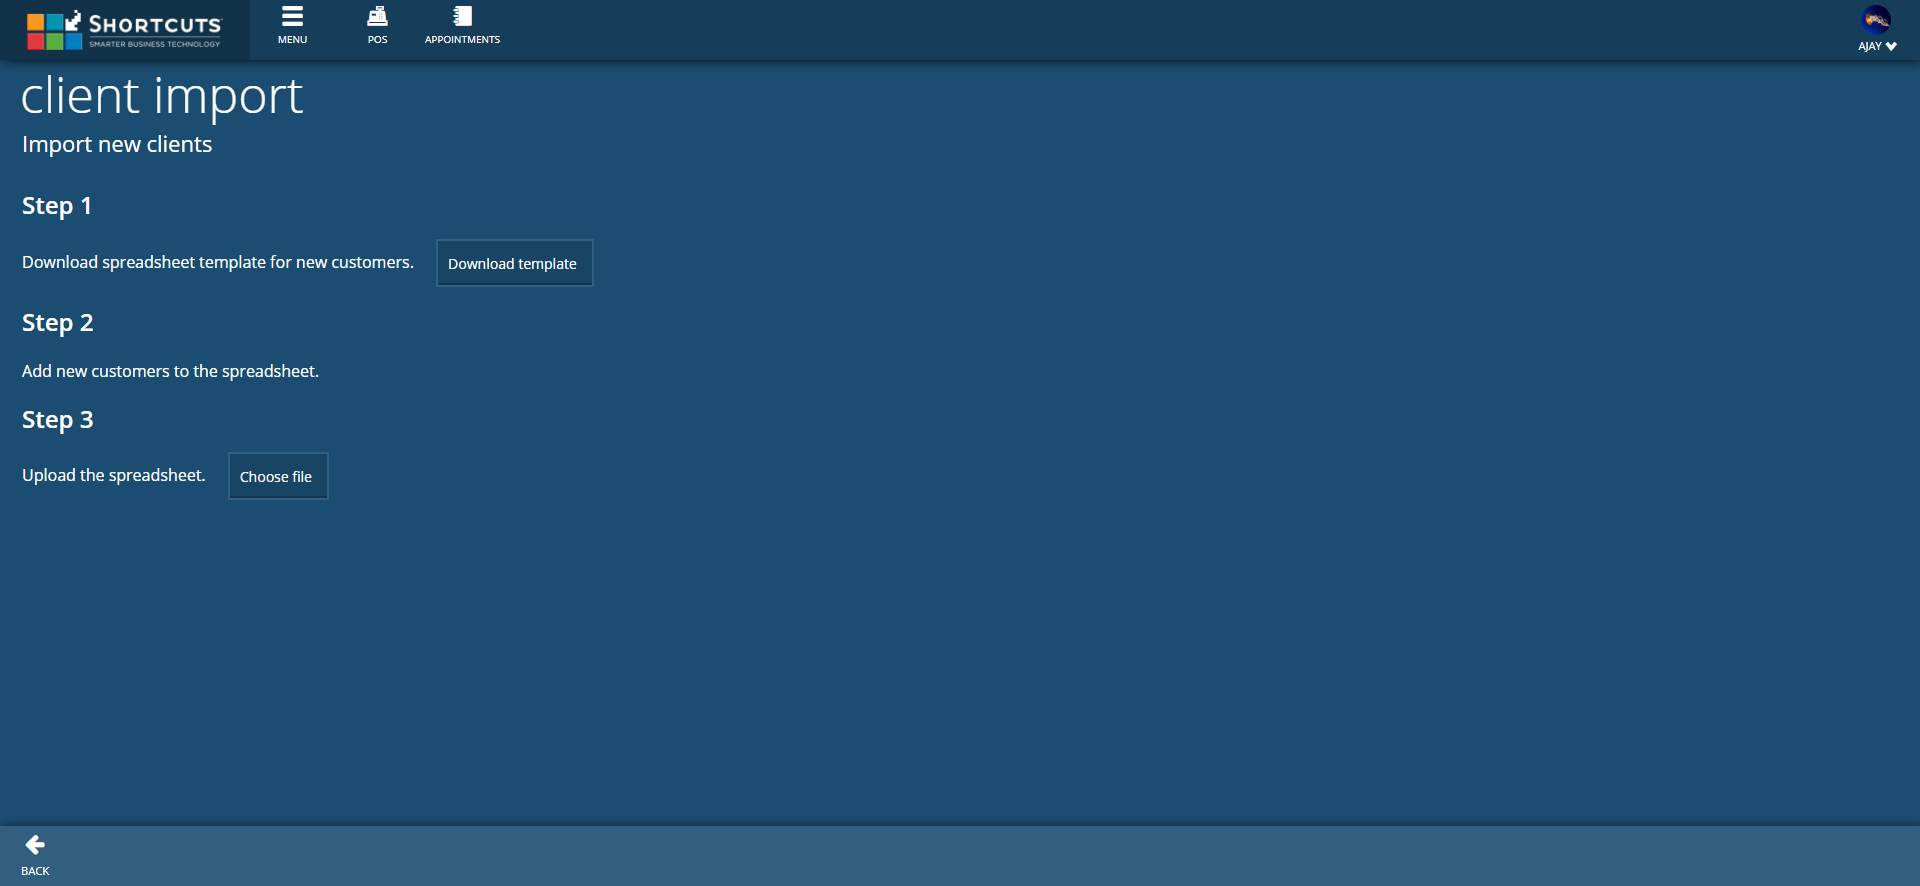 SHORTCUTS
SMARTER BUSINESS TECHNOLOGY
MENU
POS
APPOINTMENTS
AJAY
client import
Import new clients
Step 1
Download spreadsheet template for new customers.
Download template
Step 2
Add new customers to the spreadsheet.
Step 3
Upload the spreadsheet.
Choose file
BACK